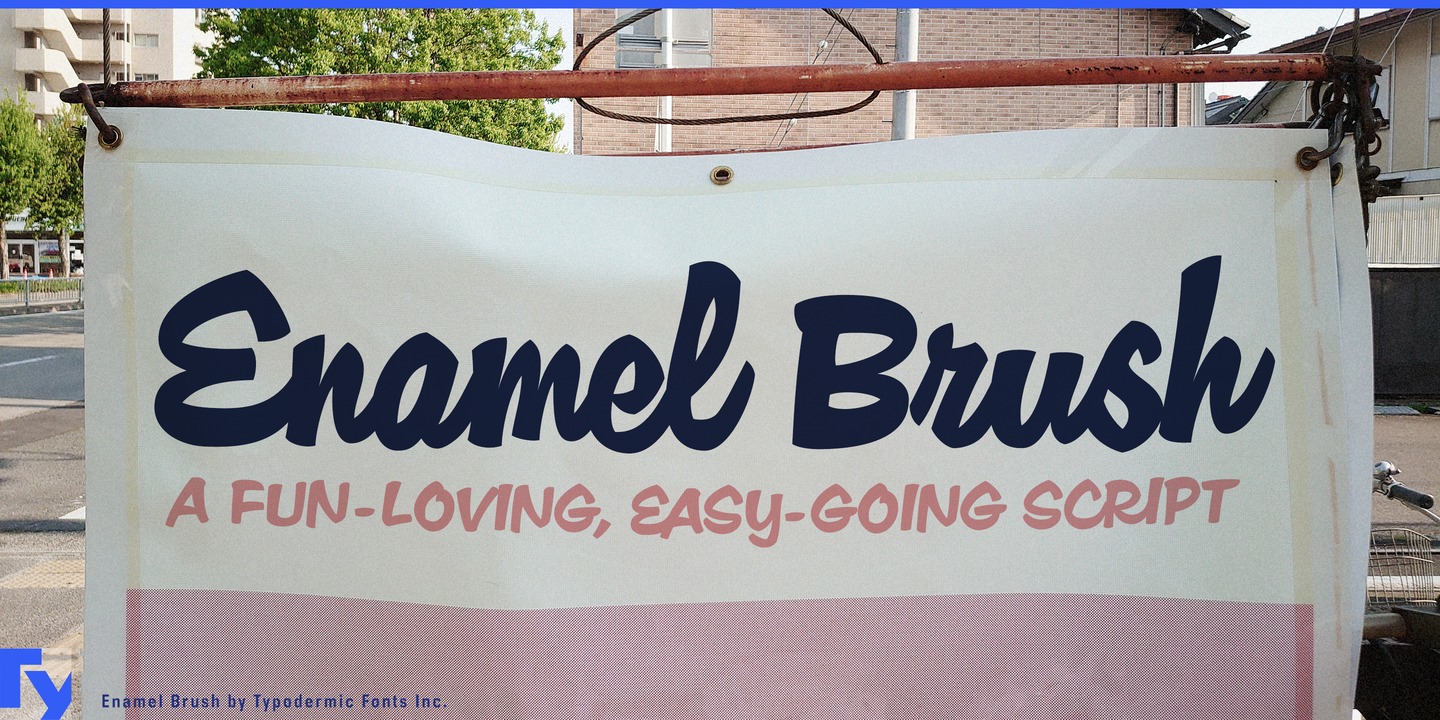 Enamel Brush
A FUN-LOVING, EASY-GOING SCRIPT
Ty
Enamel Brush by Typodermic Fonts Inc.